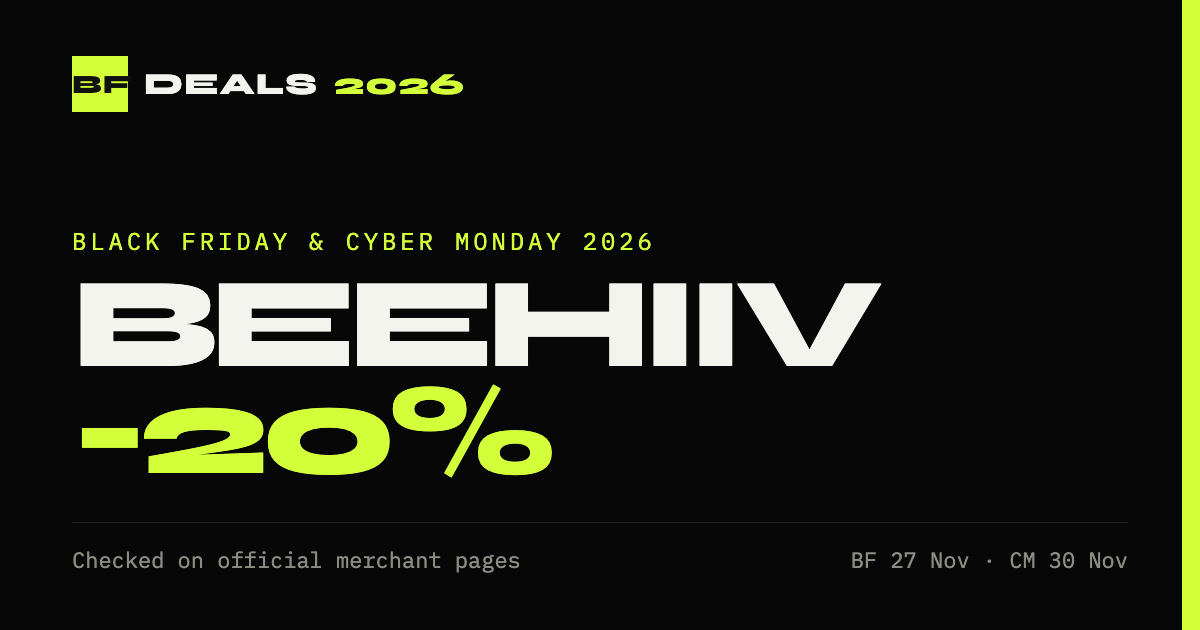 BF DEALS 2026
BLACK FRIDAY & CYBER MONDAY 2026
BEEHIIV
-20%
Checked on official merchant pages
BF 27 Nov · CM 30 Nov